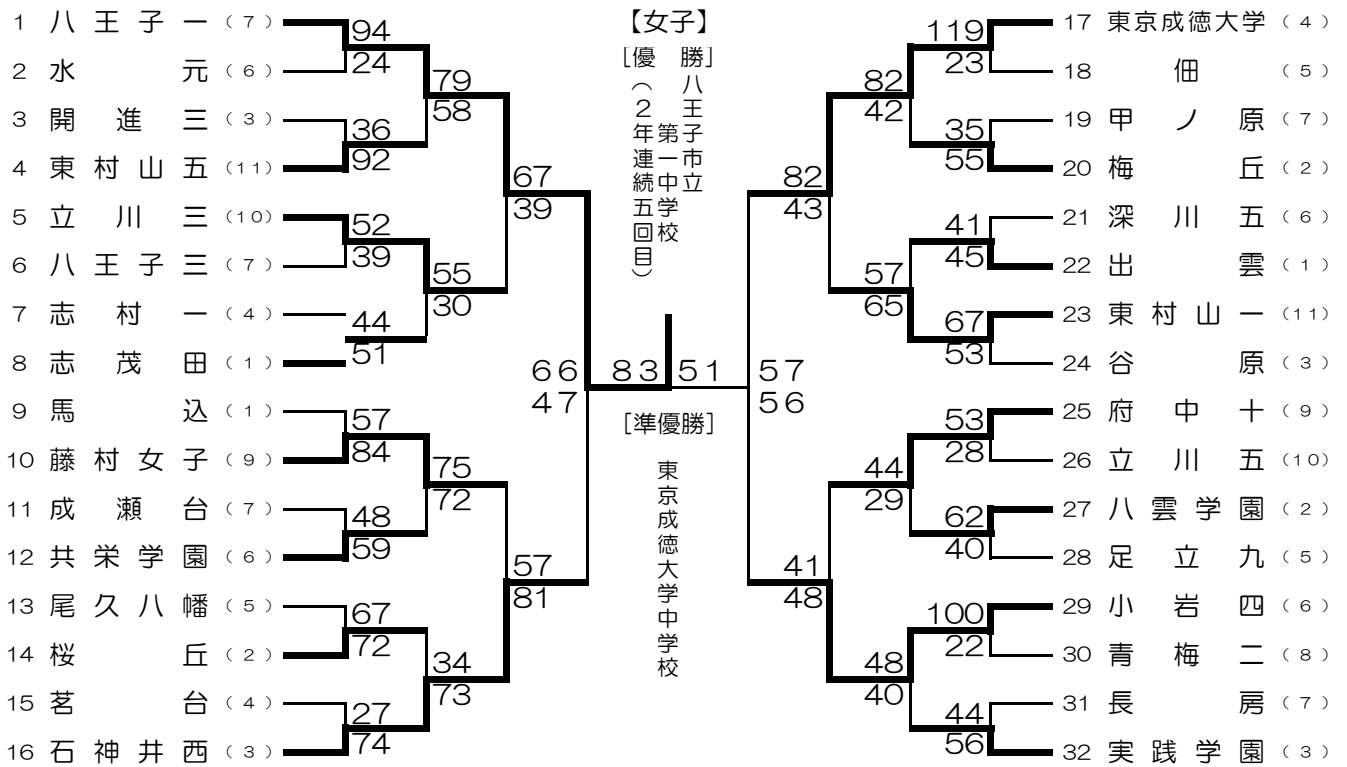 【女子】
[優　勝]
八王子市立
第一中学校
（２年連続五回目）
1 八王子一 (7)
94
24
2 水元 (6)
79
58
3 開進三 (3)
36
92
4 東村山五 (11)
67
39
5 立川三 (10)
52
39
6 八王子三 (7)
55
30
7 志村一 (4)
44
51
8 志茂田 (1)
66
47
9 馬込 (1)
57
84
10 藤村女子 (9)
75
72
11 成瀬台 (7)
48
59
12 共栄学園 (6)
57
81
13 尾久八幡 (5)
67
72
14 桜丘 (2)
34
73
15 茗台 (4)
27
74
16 石神井西 (3)
83 51
[準優勝]
東京成徳大学中学校
119
23
17 東京成徳大学 (4)
18 佃 (5)
82
42
35
55
19 甲ノ原 (7)
20 梅丘 (2)
82
43
41
45
21 深川五 (6)
22 出雲 (1)
57
65
67
53
23 東村山一 (11)
24 谷原 (3)
57
56
53
28
25 府中十 (9)
26 立川五 (10)
44
29
62
40
27 八雲学園 (2)
28 足立九 (5)
41
48
100
22
29 小岩四 (6)
30 青梅二 (8)
48
40
44
56
31 長房 (7)
32 実践学園 (3)